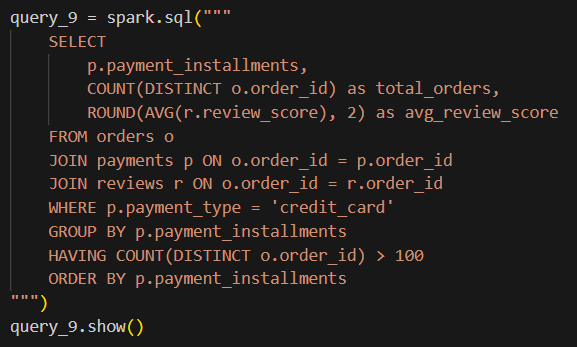 query_9 = spark.sql("""
    SELECT
        p.payment_installments,
        COUNT(DISTINCT o.order_id) as total_orders,
        ROUND(AVG(r.review_score), 2) as avg_review_score
    FROM orders o
    JOIN payments p ON o.order_id = p.order_id
    JOIN reviews r ON o.order_id = r.order_id
    WHERE p.payment_type = 'credit_card'
    GROUP BY p.payment_installments
    HAVING COUNT(DISTINCT o.order_id) > 100
    ORDER BY p.payment_installments
""")
query_9.show()